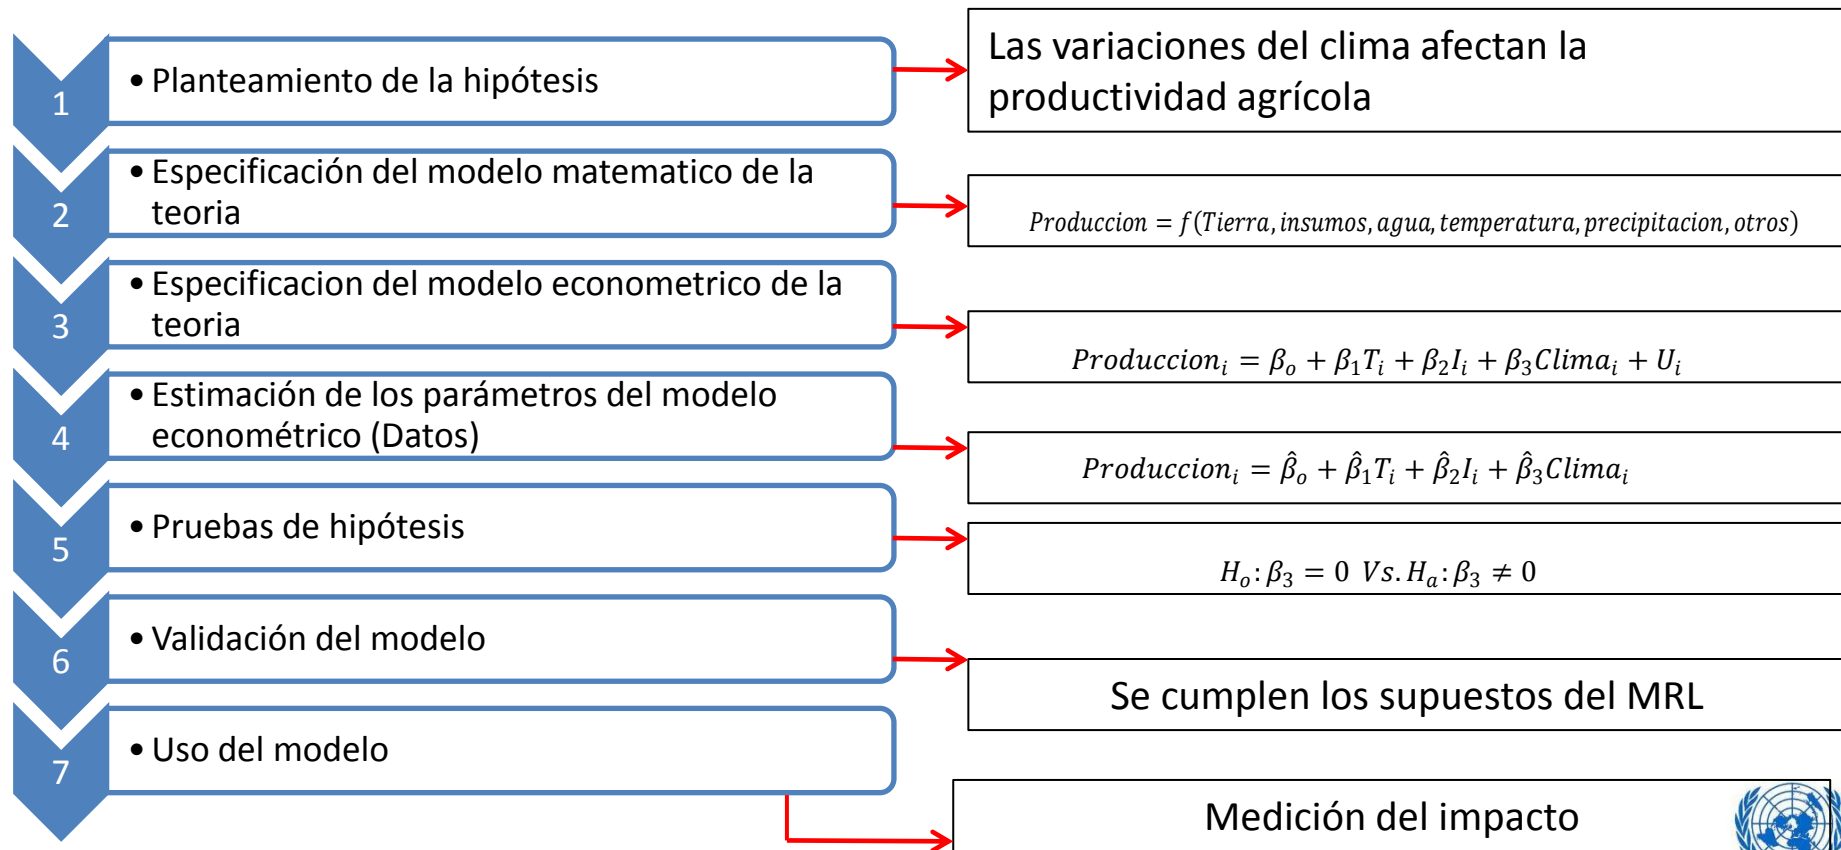 1
• Planteamiento de la hipótesis
Las variaciones del clima afectan la
productividad agrícola
2
• Especificación del modelo matematico de la
teoria
Produccion = f(Tierra, insumos, agua, temperatura, precipitacion, otros)
3
• Especificacion del modelo econometrico de la
teoria
Produccion_i = β_o + β_1T_i + β_2I_i + β_3Clima_i + U_i
4
• Estimación de los parámetros del modelo
econométrico (Datos)
Produccion_i = β̂_o + β̂_1T_i + β̂_2I_i + β̂_3Clima_i
5
• Pruebas de hipótesis
H_o: β_3 = 0 Vs. H_a: β_3 ≠ 0
6
• Validación del modelo
Se cumplen los supuestos del MRL
7
• Uso del modelo
Medición del impacto